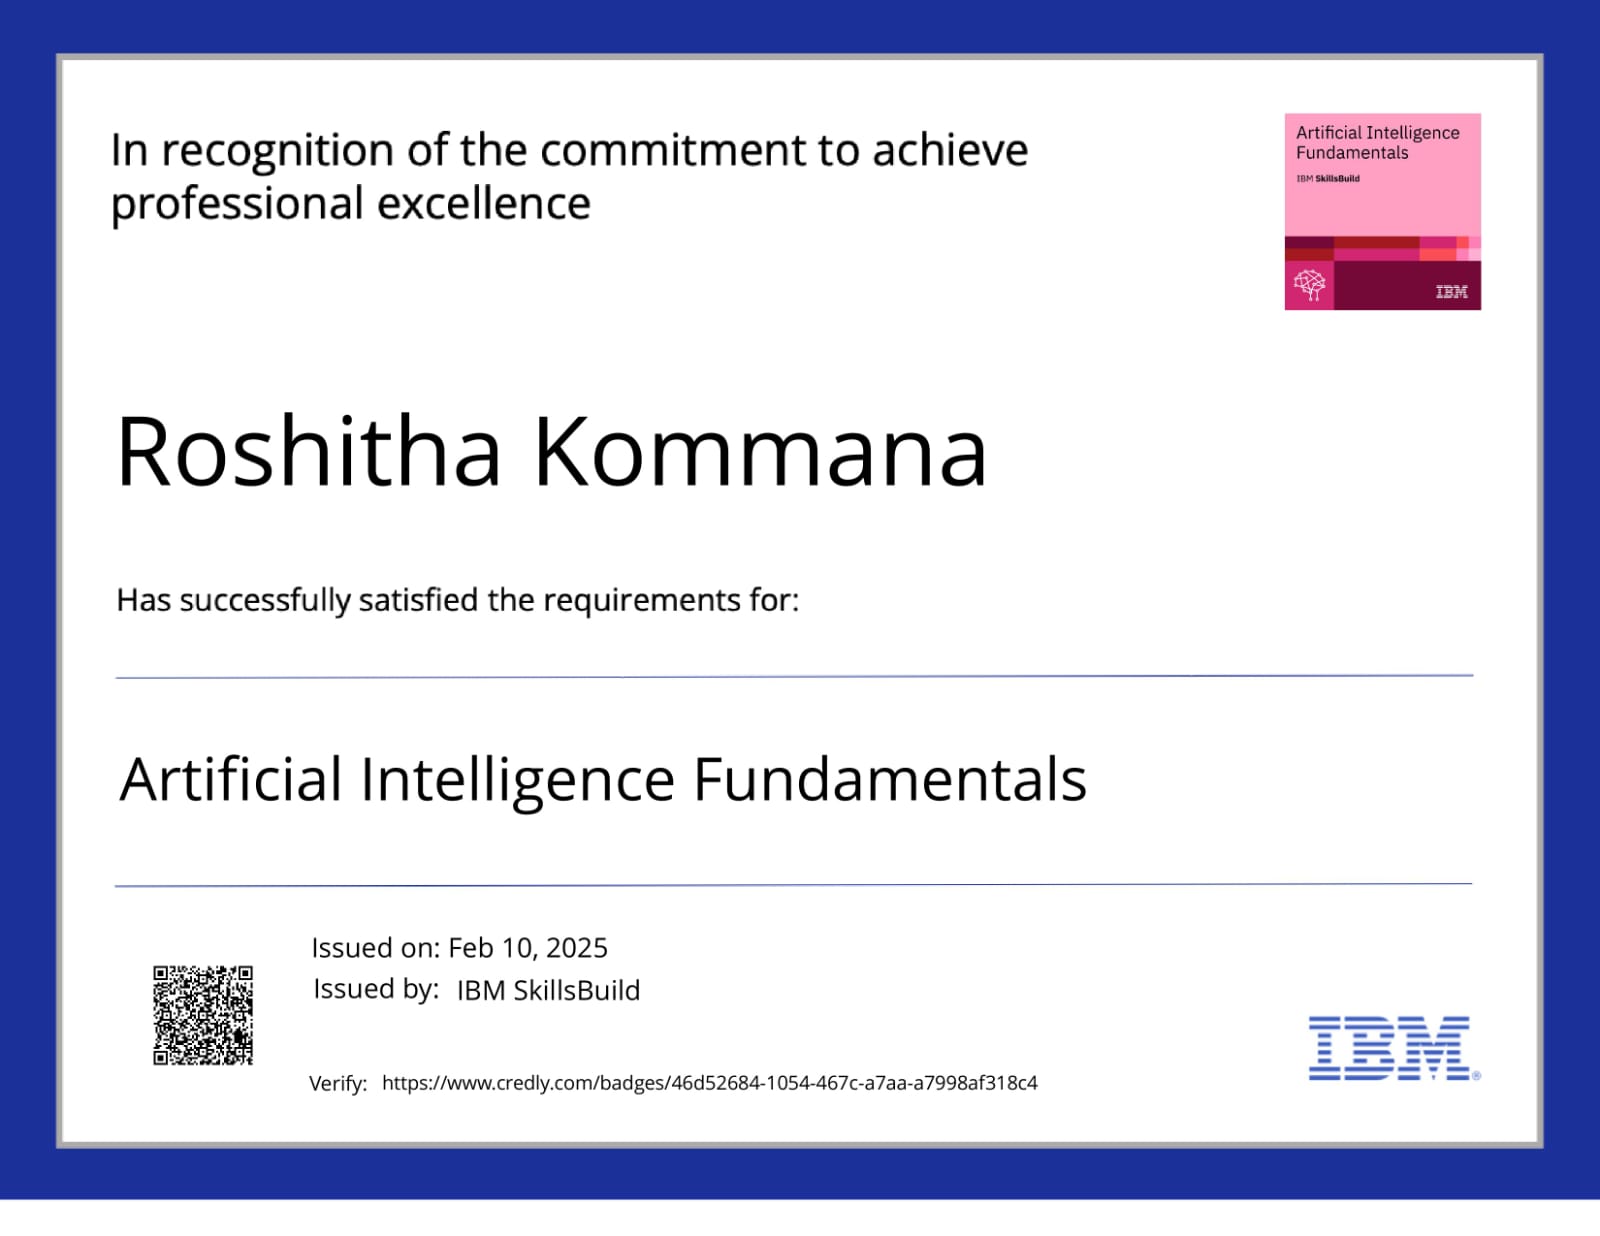 In recognition of the commitment to achieve
professional excellence
Artificial Intelligence
Fundamentals
IBM SkillsBuild
IBM
Roshitha Kommana
Has successfully satisfied the requirements for:
Artificial Intelligence Fundamentals
Issued on: Feb 10, 2025
Issued by: IBM SkillsBuild
Verify: https://www.credly.com/badges/46d52684-1054-467c-a7aa-a7998af318c4
IBM®